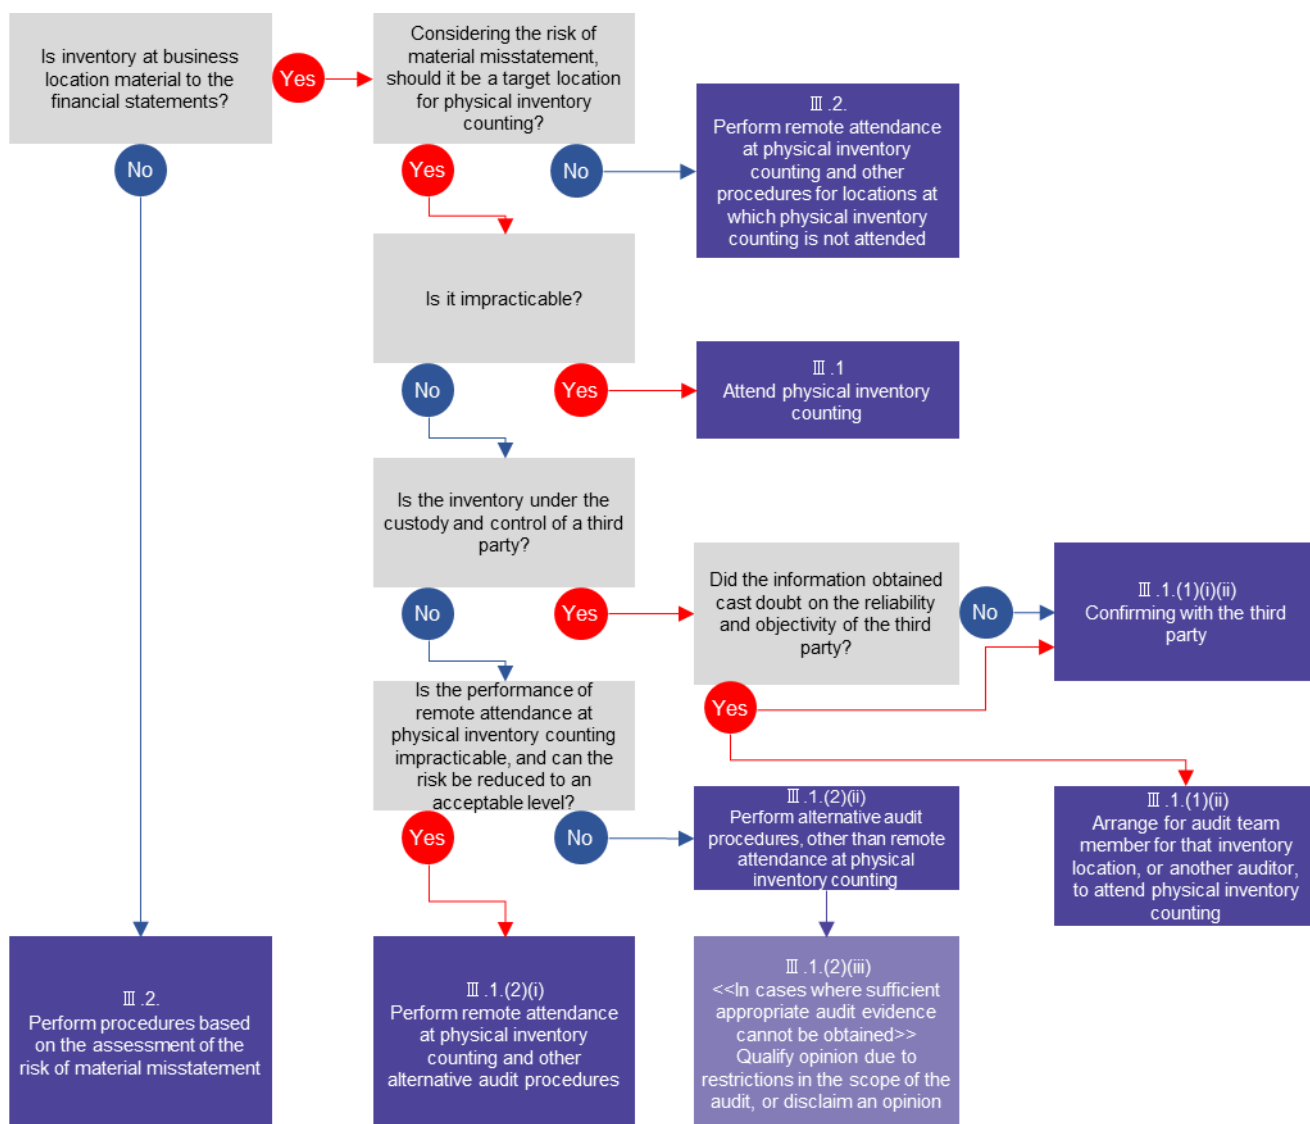 Is inventory at business
location material to the
financial statements?
Yes
No
Considering the risk of
material misstatement,
should it be a target location
for physical inventory
counting?
Yes
No
Ⅲ.2.
Perform remote attendance
at physical inventory
counting and other
procedures for locations at
which physical inventory
counting is not attended
Is it impracticable?
No
Yes
Ⅲ.1
Attend physical inventory
counting
Is the inventory under the
custody and control of a third
party?
No
Yes
Did the information obtained
cast doubt on the reliability
and objectivity of the third
party?
No
Yes
Ⅲ.1.(1)(i)(ii)
Confirming with the third
party
Is the performance of
remote attendance at
physical inventory counting
impracticable, and can the
risk be reduced to an
acceptable level?
Yes
No
Ⅲ.1.(2)(ii)
Perform alternative audit
procedures, other than remote
attendance at physical
inventory counting
Ⅲ.1.(1)(ii)
Arrange for audit team
member for that inventory
location, or another auditor,
to attend physical inventory
counting
Ⅲ.2.
Perform procedures based
on the assessment of the
risk of material misstatement
Ⅲ.1.(2)(i)
Perform remote attendance
at physical inventory
counting and other
alternative audit procedures
Ⅲ.1.(2)(iii)
<<In cases where sufficient
appropriate audit evidence
cannot be obtained>>
Qualify opinion due to
restrictions in the scope of the
audit, or disclaim an opinion